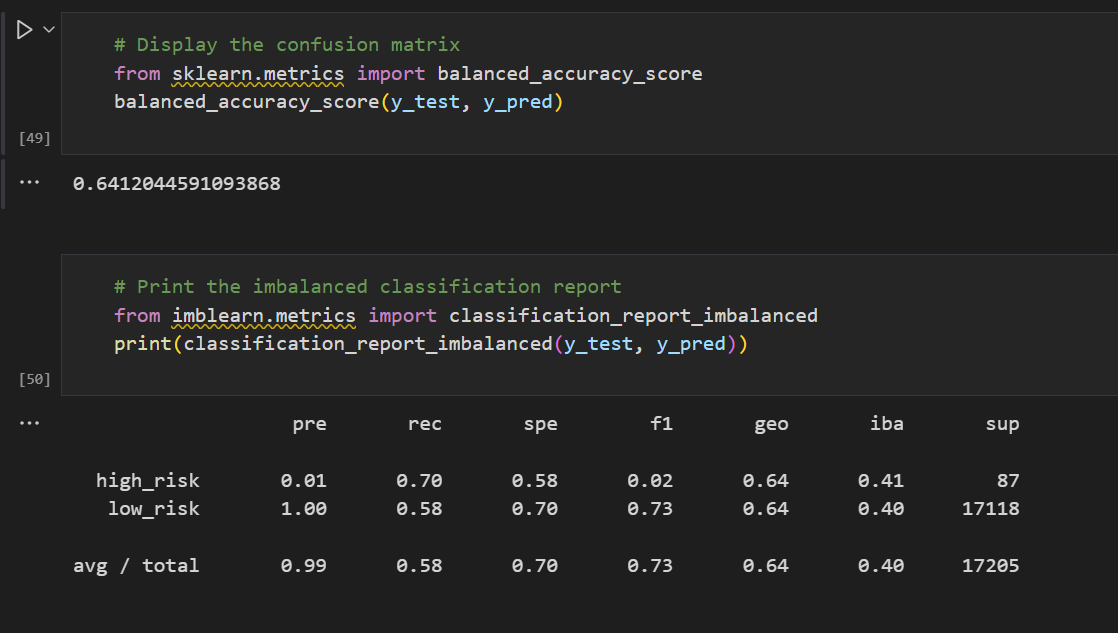 # Display the confusion matrix
from sklearn.metrics import balanced_accuracy_score
balanced_accuracy_score(y_test, y_pred)
[49]
... 0.6412044591093868
# Print the imbalanced classification report
from imblearn.metrics import classification_report_imbalanced
print(classification_report_imbalanced(y_test, y_pred))
[50]
... pre rec spe f1 geo iba sup
high_risk 0.01 0.70 0.58 0.02 0.64 0.41 87
low_risk 1.00 0.58 0.70 0.73 0.64 0.40 17118
avg / total 0.99 0.58 0.70 0.73 0.64 0.40 17205